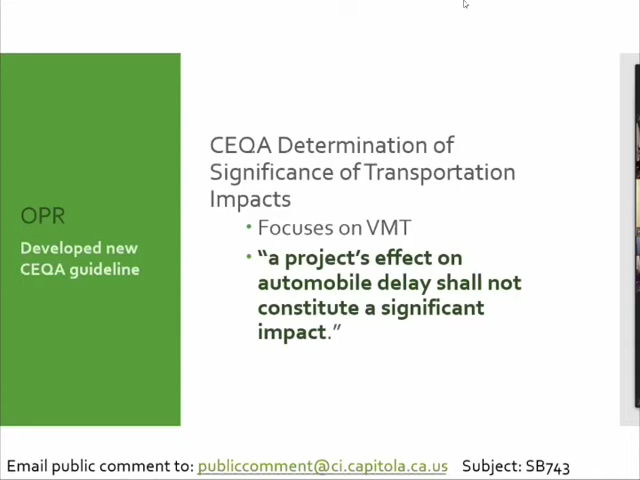 OPR
Developed new
CEQA guideline
CEQA Determination of
Significance of Transportation
Impacts
• Focuses on VMT
• “a project’s effect on
automobile delay shall not
constitute a significant
impact.”
Email public comment to: publiccomment@ci.capitola.ca.us Subject: SB743